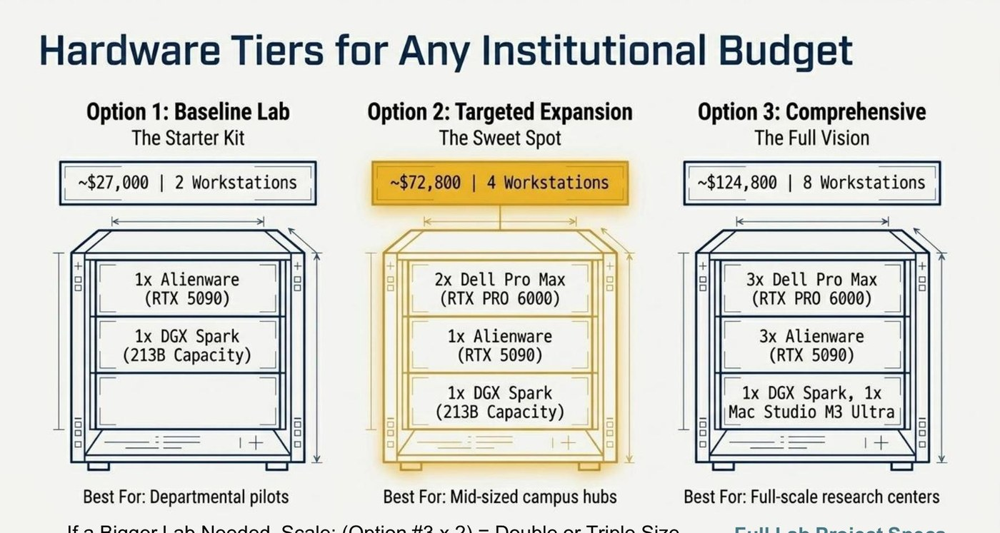 Hardware Tiers for Any Institutional Budget
Option 1: Baseline Lab
The Starter Kit
~$27,000 | 2 Workstations
1x Alienware
(RTX 5090)
1x DGX Spark
(213B Capacity)
Best For: Departmental pilots
Option 2: Targeted Expansion
The Sweet Spot
~$72,800 | 4 Workstations
2x Dell Pro Max
(RTX PRO 6000)
1x Alienware
(RTX 5090)
1x DGX Spark
(213B Capacity)
Best For: Mid-sized campus hubs
Option 3: Comprehensive
The Full Vision
~$124,800 | 8 Workstations
3x Dell Pro Max
(RTX PRO 6000)
3x Alienware
(RTX 5090)
1x DGX Spark, 1x
Mac Studio M3 Ultra
Best For: Full-scale research centers
If a Bigger Lab Needed, Scale: (Option #3 x 2) = Double or Triple Size
Full Lab Project Specs